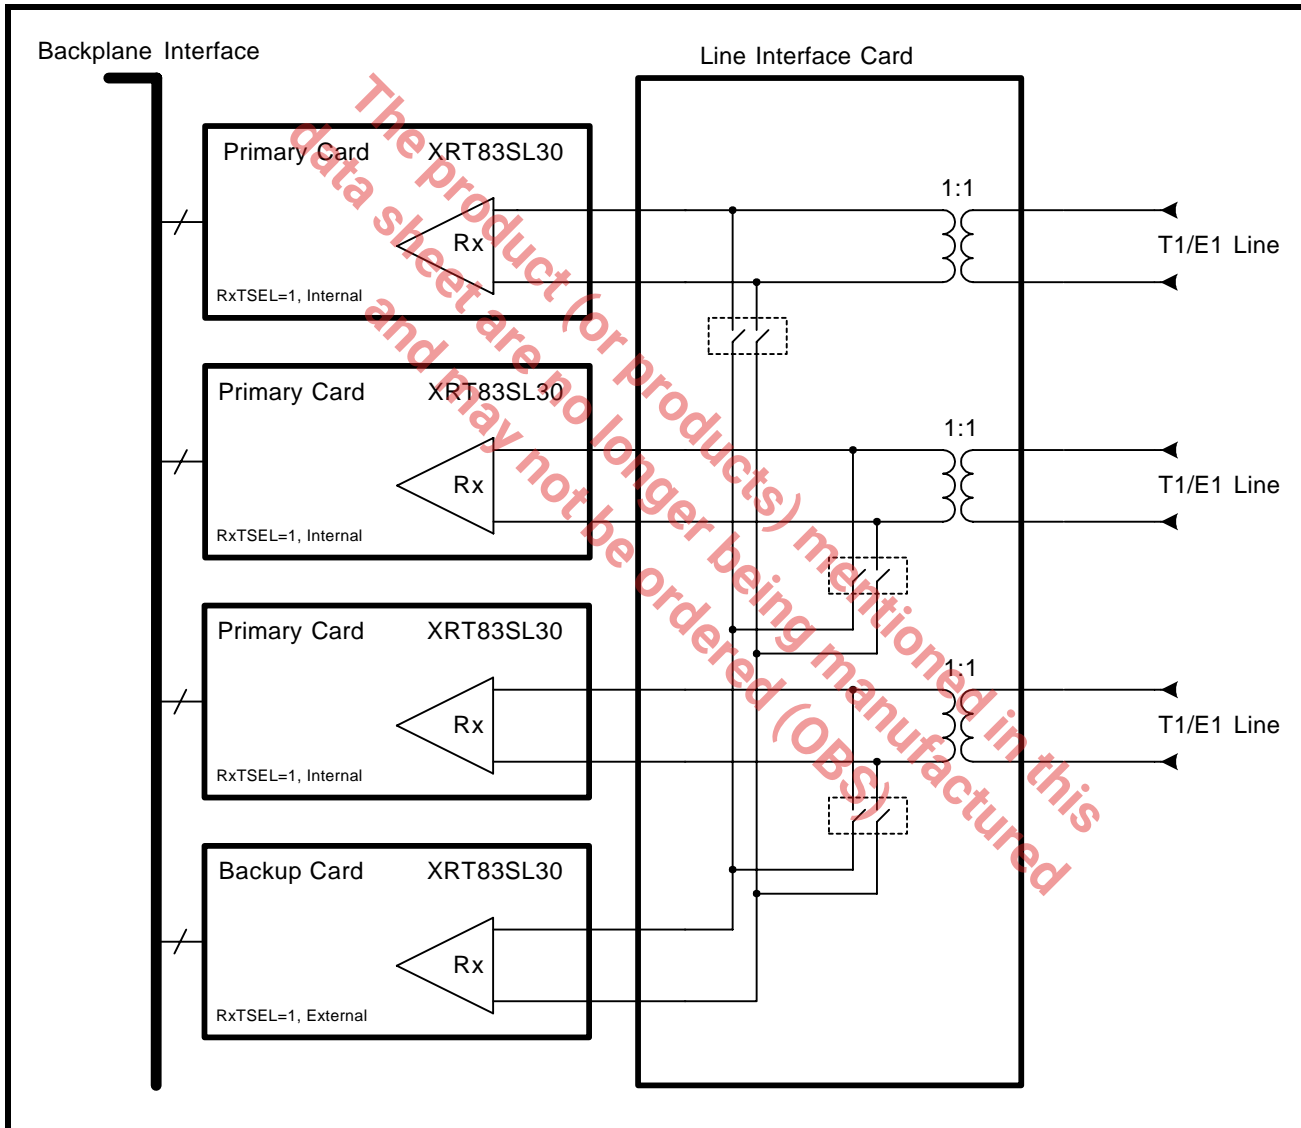 Backplane Interface
Line Interface Card
Primary Card XRT83SL30
1:1
Rx
T1/E1 Line
RxTSEL=1, Internal
Primary Card XRT83SL30
1:1
Rx
T1/E1 Line
RxTSEL=1, Internal
Primary Card XRT83SL30
1:1
Rx
T1/E1 Line
RxTSEL=1, Internal
Backup Card XRT83SL30
Rx
RxTSEL=1, External
The product (or products) mentioned in this
data sheet are no longer being manufactured
and may not be ordered (OBS)